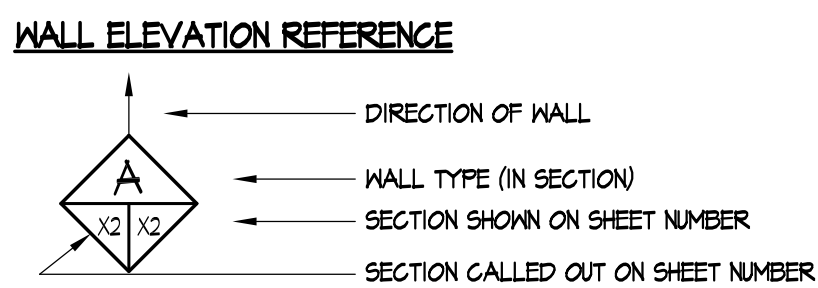 WALL ELEVATION REFERENCE
DIRECTION OF WALL
A
WALL TYPE (IN SECTION)
X2 X2
SECTION SHOWN ON SHEET NUMBER
SECTION CALLED OUT ON SHEET NUMBER